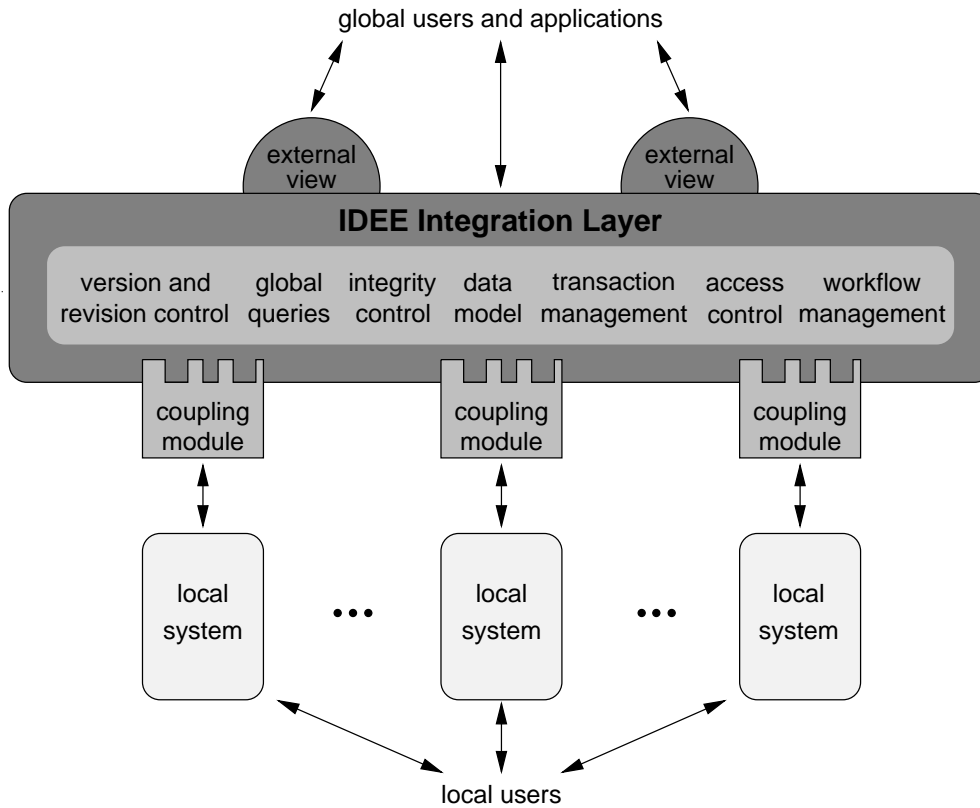 global users and applications
external
view
external
view
IDEE Integration Layer
version and
revision control
global
queries
integrity
control
data
model
transaction
management
access
control
workflow
management
coupling
module
coupling
module
coupling
module
local
system
local
system
local
system
local users